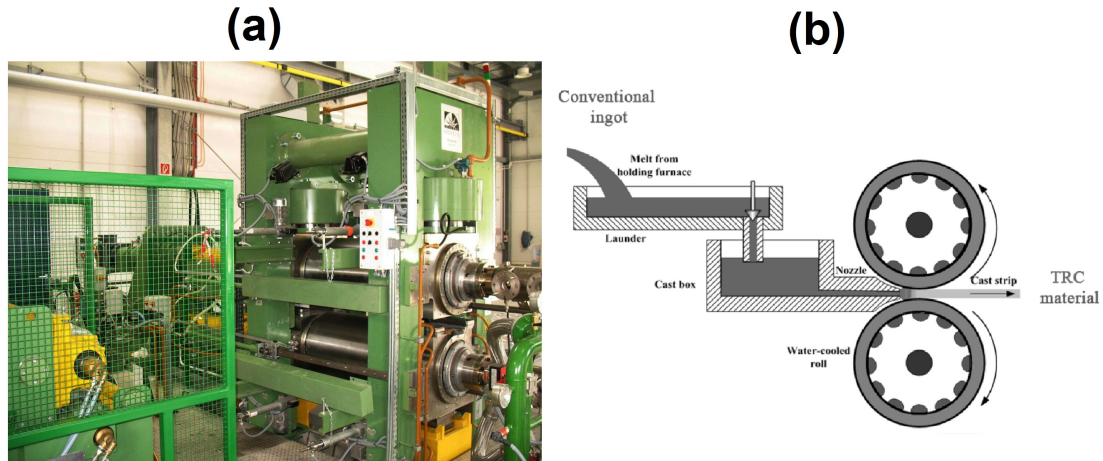 (a)
(b)
Conventional
ingot
Melt from
holding furnace
Launder
Cast box
Nozzle
Cast strip
TRC
material
Water-cooled
roll